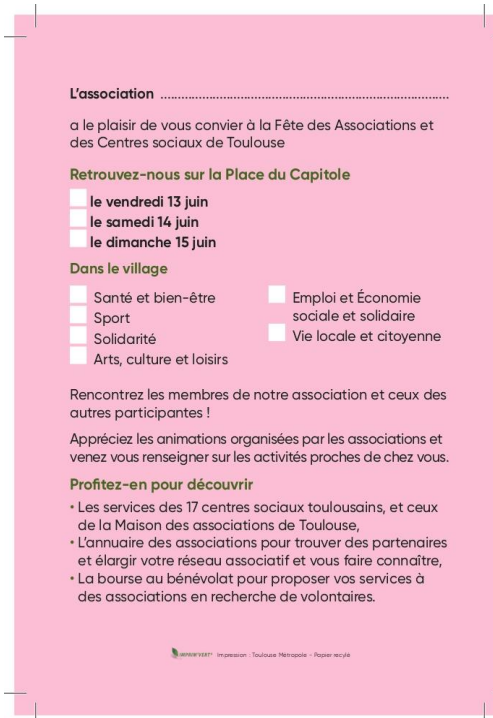 L'association ....................................................................................
a le plaisir de vous convier à la Fête des Associations et
des Centres sociaux de Toulouse
Retrouvez-nous sur la Place du Capitole
le vendredi 13 juin
le samedi 14 juin
le dimanche 15 juin
Dans le village
Santé et bien-être
Sport
Solidarité
Arts, culture et loisirs
Emploi et Économie
sociale et solidaire
Vie locale et citoyenne
Rencontrez les membres de notre association et ceux des
autres participantes !
Appréciez les animations organisées par les associations et
venez vous renseigner sur les activités proches de chez vous.
Profitez-en pour découvrir
• Les services des 17 centres sociaux toulousains, et ceux
de la Maison des associations de Toulouse,
• L'annuaire des associations pour trouver des partenaires
et élargir votre réseau associatif et vous faire connaître,
• La bourse au bénévolat pour proposer vos services à
des associations en recherche de volontaires.
IMPRIM'VERT® Impression : Toulouse Métropole - Papier recyclé